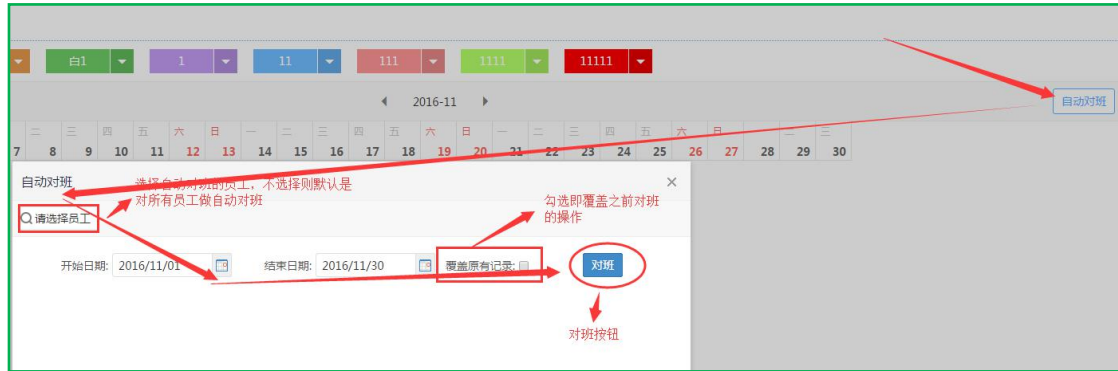 白1 1 11 111 1111 11111
2016-11
自动对班
二 三 四 五 六 日 一 二 三 四 五 六 日 一 二 三 四 五 六 日 二 三
7 8 9 10 11 12 13 14 15 16 17 18 19 20 21 22 23 24 25 26 27 28 29 30
自动对班
选择自动对班的员工，不选择则默认是
对所有员工做自动对班
勾选即覆盖之前对班
的操作
请选择员工
开始日期: 2016/11/01 结束日期: 2016/11/30 覆盖原有记录: 对班
对班按钮